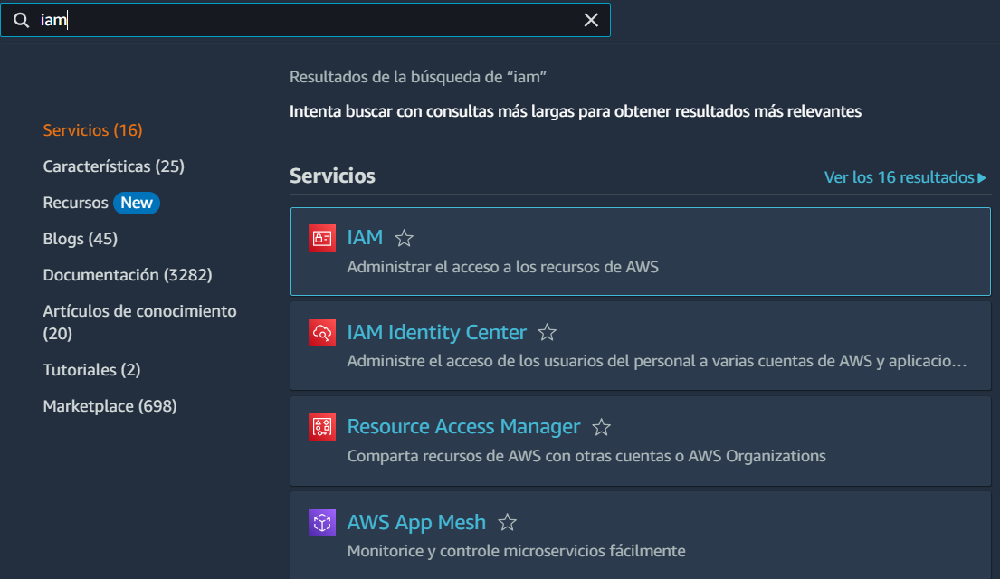 iam
Resultados de la búsqueda de “iam”
Intenta buscar con consultas más largas para obtener resultados más relevantes
Servicios (16)
Características (25)
Recursos New
Blogs (45)
Documentación (3282)
Artículos de conocimiento
(20)
Tutoriales (2)
Marketplace (698)
Servicios
Ver los 16 resultados
IAM
Administrar el acceso a los recursos de AWS
IAM Identity Center
Administre el acceso de los usuarios del personal a varias cuentas de AWS y aplicacio...
Resource Access Manager
Comparta recursos de AWS con otras cuentas o AWS Organizations
AWS App Mesh
Monitorice y controle microservicios fácilmente